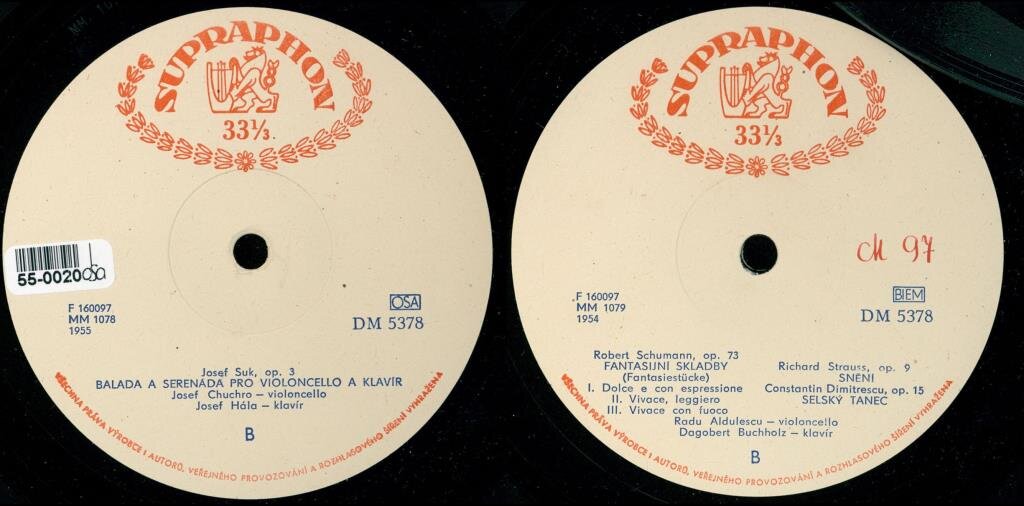 SUPRAPHON
33⅓
55-0020
OSA
F 160097
MM 1078
1955
OSA
DM 5378
Josef Suk, op. 3
BALADA A SERENÁDA PRO VIOLONCELLO A KLAVÍR
Josef Chuchro – violoncello
Josef Hála – klavír
B
VŠECHNA PRÁVA VÝROBCE I AUTORŮ, VEŘEJNÉHO PROVOZOVÁNÍ A ROZHLASOVÉHO ŠÍŘENÍ VYHRAŽENA
SUPRAPHON
33⅓
M 97
F 160097
MM 1079
1954
BIEM
DM 5378
Robert Schumann, op. 73
FANTASIJNÍ SKLADBY
(Fantasiestücke)
I. Dolce e con espressione
II. Vivace, leggiero
III. Vivace con fuoco
Richard Strauss, op. 9
SNĚNÍ
Constantin Dimitrescu, op. 15
SELSKÝ TANEC
Radu Aldulescu – violoncello
Dagobert Buchholz – klavír
B
VŠECHNA PRÁVA VÝROBCE I AUTORŮ, VEŘEJNÉHO PROVOZOVÁNÍ A ROZHLASOVÉHO ŠÍŘENÍ VYHRAŽENA